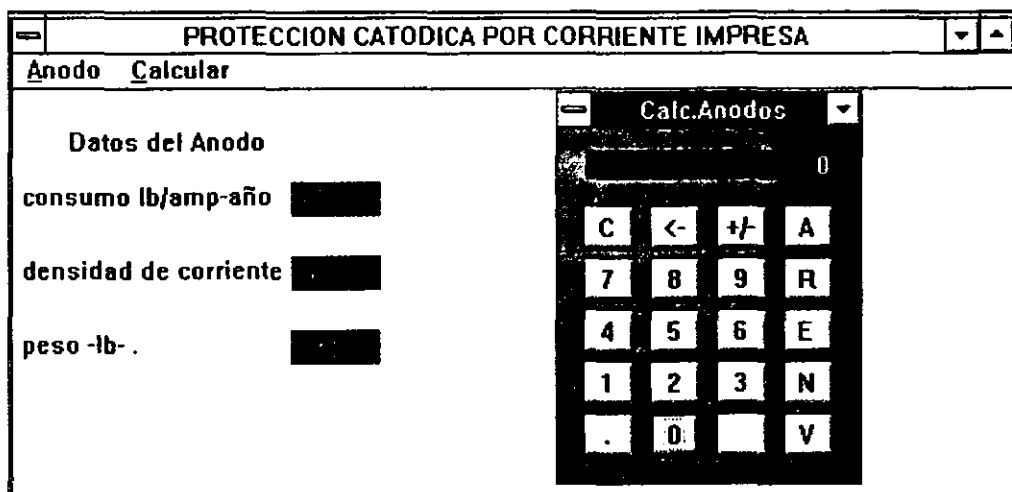 PROTECCION CATODICA POR CORRIENTE IMPRESA
Anodo Calcular
Datos del Anodo
consumo lb/amp-año
densidad de corriente
peso -lb- .
Calc.Anodos
0
C <- +/- A
7 8 9 R
4 5 6 E
1 2 3 N
. 0 V